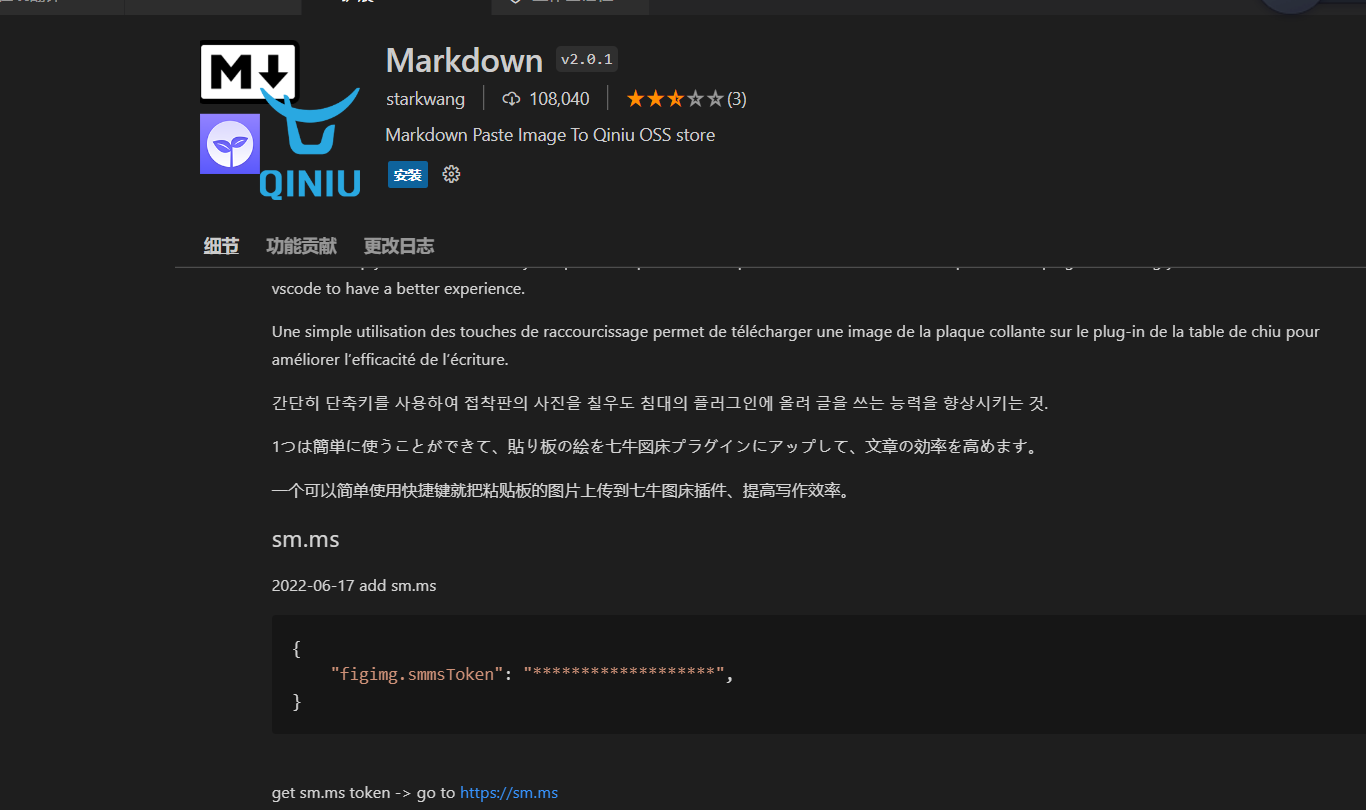 Markdown v2.0.1
starkwang 108,040 (3)
Markdown Paste Image To Qiniu OSS store
安装
M
QINIU
细节 功能贡献 更改日志
vscode to have a better experience.
Une simple utilisation des touches de raccourcissage permet de télécharger une image de la plaque collante sur le plug-in de la table de chiu pour
améliorer l’efficacité de l’écriture.
간단히 단축키를 사용하여 접착판의 사진을 칠우도 침대의 플러그인에 올려 글을 쓰는 능력을 향상시키는 것.
1つは簡単に使うことができて、貼り板の絵を七牛図床プラグインにアップして、文章の効率を高めます。
一个可以简单使用快捷键就把粘贴板的图片上传到七牛图床插件、提高写作效率。
sm.ms
2022-06-17 add sm.ms
{
"figimg.smmsToken": "*******************",
}
get sm.ms token -> go to https://sm.ms